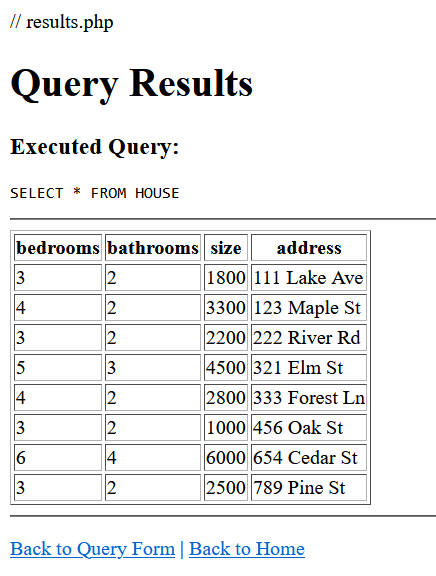 // results.php
Query Results
Executed Query:
SELECT * FROM HOUSE
bedrooms bathrooms size address
3 2 1800 111 Lake Ave
4 2 3300 123 Maple St
3 2 2200 222 River Rd
5 3 4500 321 Elm St
4 2 2800 333 Forest Ln
3 2 1000 456 Oak St
6 4 6000 654 Cedar St
3 2 2500 789 Pine St
Back to Query Form | Back to Home